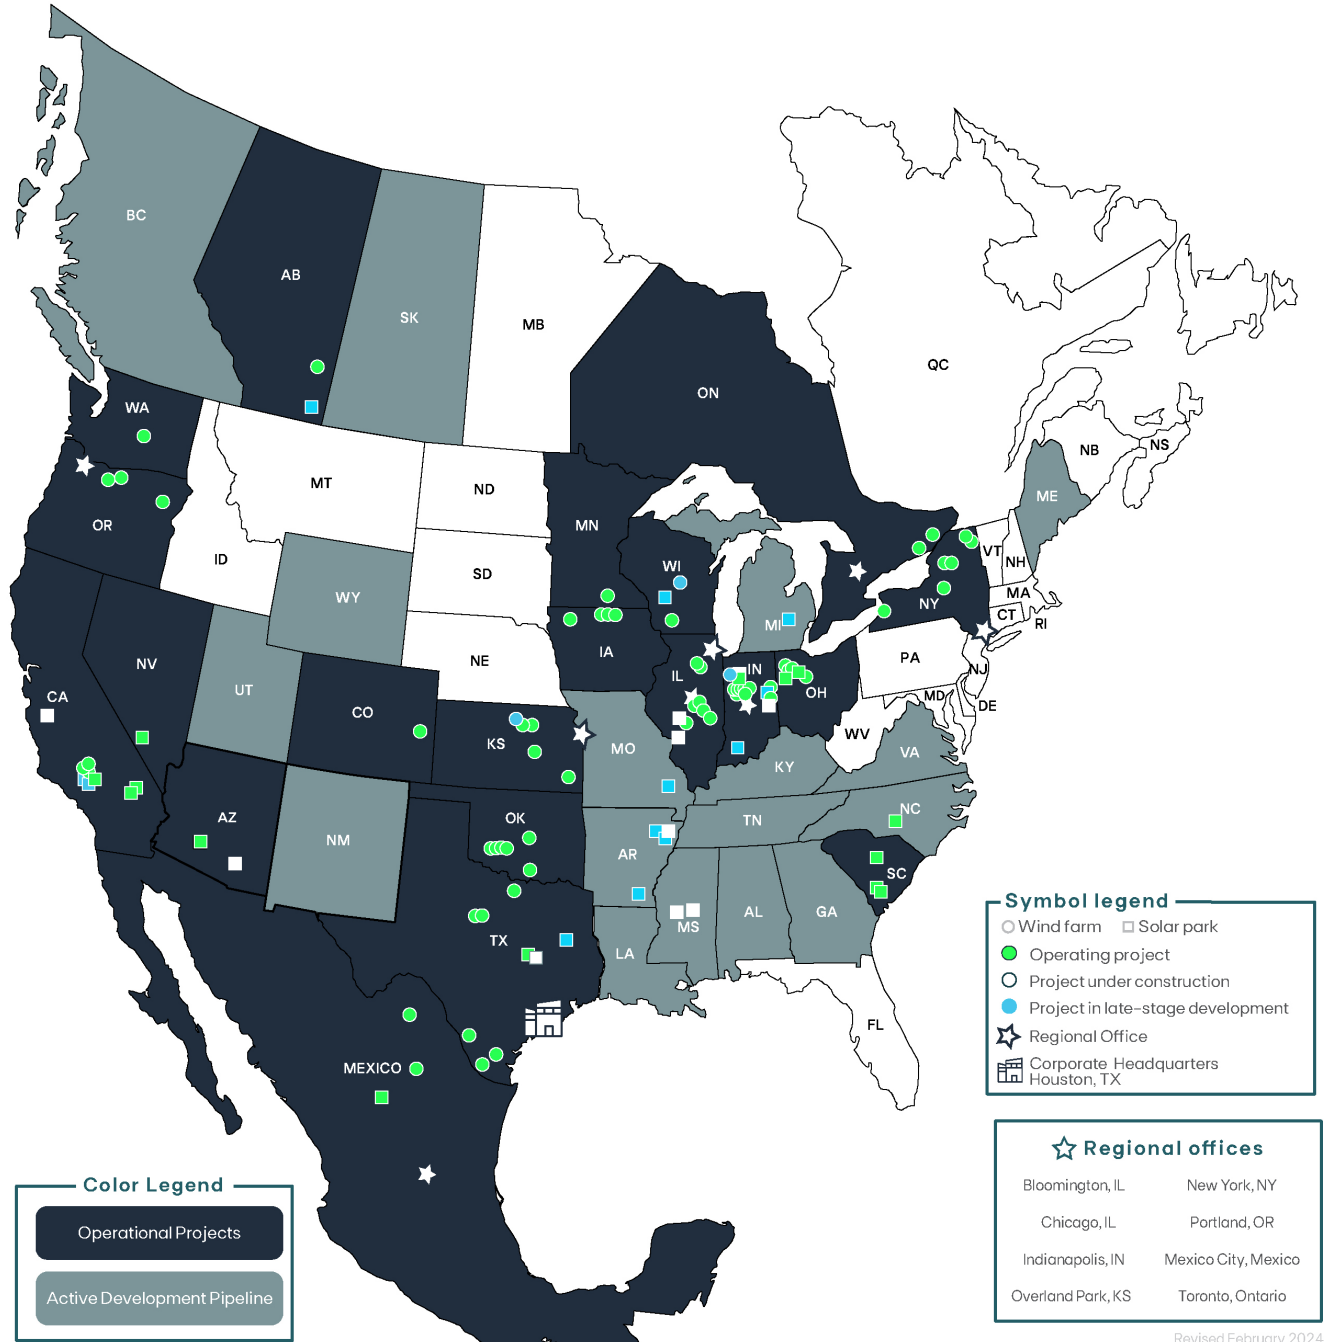 BC
AB
SK
MB
ON
QC
NB
NS
ME
WA
OR
MT
ND
MN
ID
SD
WY
WI
MI
NY
VT
NH
MA
CT
RI
NE
IA
NV
UT
CA
CO
KS
MO
IL
IN
OH
PA
NJ
MD
DE
WV
VA
KY
AZ
NM
OK
AR
TN
NC
SC
TX
LA
MS
AL
GA
FL
MEXICO
Symbol legend
Wind farm Solar park
Operating project
Project under construction
Project in late-stage development
Regional Office
Corporate Headquarters
Houston, TX
Regional offices
Bloomington, IL New York, NY
Chicago, IL Portland, OR
Indianapolis, IN Mexico City, Mexico
Overland Park, KS Toronto, Ontario
Color Legend
Operational Projects
Active Development Pipeline
Revised February 2024